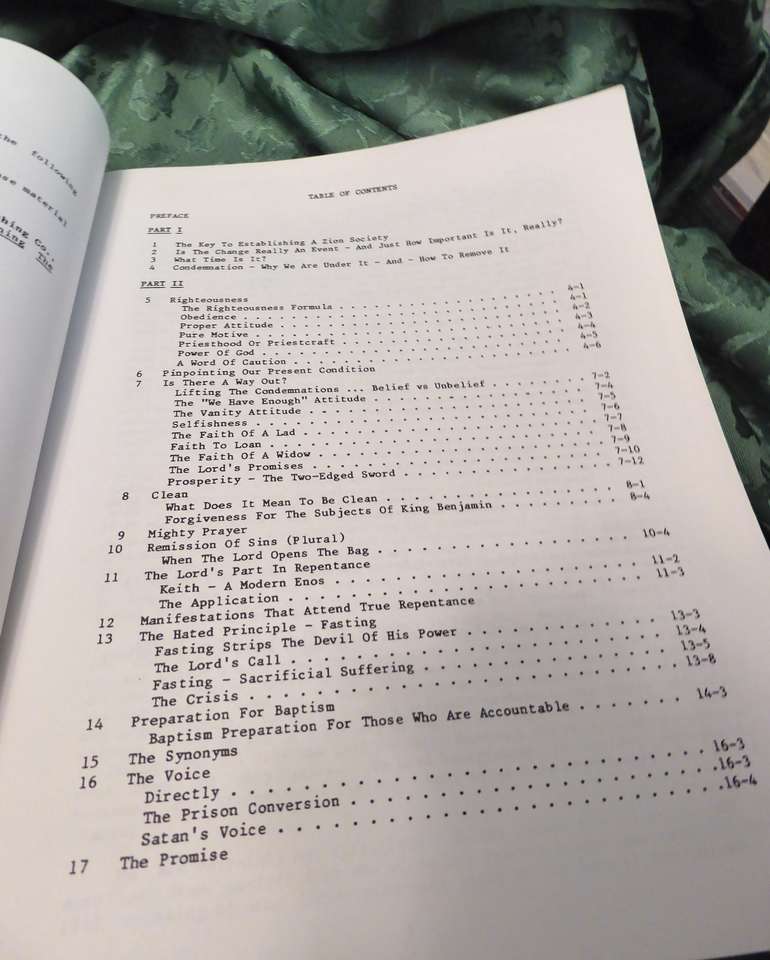 the following
material
Co.,
The
TABLE OF CONTENTS
PREFACE
PART I
1 The Key To Establishing A Zion Society
2 Is The Change Really An Event - And Just How Important Is It, Really?
3 What Time Is It?
4 Condemnation - Why We Are Under It - And - How To Remove It
PART II
5 Righteousness
The Righteousness Formula . . . . . . . . . . . . . . . . . . 4-1
Obedience . . . . . . . . . . . . . . . . . . . . . . . . . . 4-1
Proper Attitude . . . . . . . . . . . . . . . . . . . . . . . 4-2
Pure Motive . . . . . . . . . . . . . . . . . . . . . . . . . 4-3
Priesthood Or Priestcraft . . . . . . . . . . . . . . . . . . 4-4
Power Of God . . . . . . . . . . . . . . . . . . . . . . . . 4-5
A Word Of Caution . . . . . . . . . . . . . . . . . . . . . . 4-6
6 Pinpointing Our Present Condition
7 Is There A Way Out?
Lifting The Condemnations ... Belief vs Unbelief . . . . . . . . 7-2
The "We Have Enough" Attitude . . . . . . . . . . . . . . . . 7-4
The Vanity Attitude . . . . . . . . . . . . . . . . . . . . . 7-5
Selfishness . . . . . . . . . . . . . . . . . . . . . . . . . 7-6
The Faith Of A Lad . . . . . . . . . . . . . . . . . . . . . 7-7
Faith To Loan . . . . . . . . . . . . . . . . . . . . . . . . 7-8
The Faith Of A Widow . . . . . . . . . . . . . . . . . . . . 7-9
The Lord's Promises . . . . . . . . . . . . . . . . . . . . . 7-10
Prosperity - The Two-Edged Sword . . . . . . . . . . . . . . 7-12
8 Clean
What Does It Mean To Be Clean . . . . . . . . . . . . . . . . 8-1
Forgiveness For The Subjects Of King Benjamin . . . . . . . . . 8-4
9 Mighty Prayer
10 Remission Of Sins (Plural)
When The Lord Opens The Bag . . . . . . . . . . . . . . . . . 10-4
11 The Lord's Part In Repentance
Keith - A Modern Enos . . . . . . . . . . . . . . . . . . . . 11-2
The Application . . . . . . . . . . . . . . . . . . . . . . . 11-3
12 Manifestations That Attend True Repentance
13 The Hated Principle - Fasting
Fasting Strips The Devil Of His Power . . . . . . . . . . . . 13-3
The Lord's Call . . . . . . . . . . . . . . . . . . . . . . . 13-4
Fasting - Sacrificial Suffering . . . . . . . . . . . . . . . 13-5
The Crisis . . . . . . . . . . . . . . . . . . . . . . . . . 13-8
14 Preparation For Baptism
Baptism Preparation For Those Who Are Accountable . . . . . . . 14-3
15 The Synonyms
16 The Voice
Directly . . . . . . . . . . . . . . . . . . . . . . . . . . 16-3
The Prison Conversion . . . . . . . . . . . . . . . . . . . . 16-3
Satan's Voice . . . . . . . . . . . . . . . . . . . . . . . . 16-4
17 The Promise